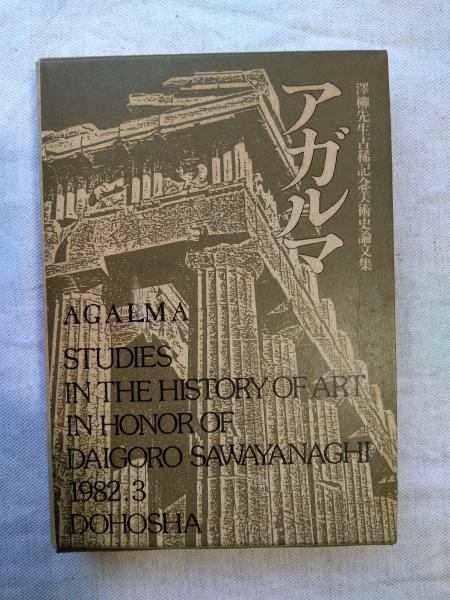 澤柳先生古稀記念美術史論文集
アガルマ
AGALMA
STUDIES
IN THE HISTORY OF ART
IN HONOR OF
DAIGORO SAWAYANAGHI
1982.3
DOHOSHA